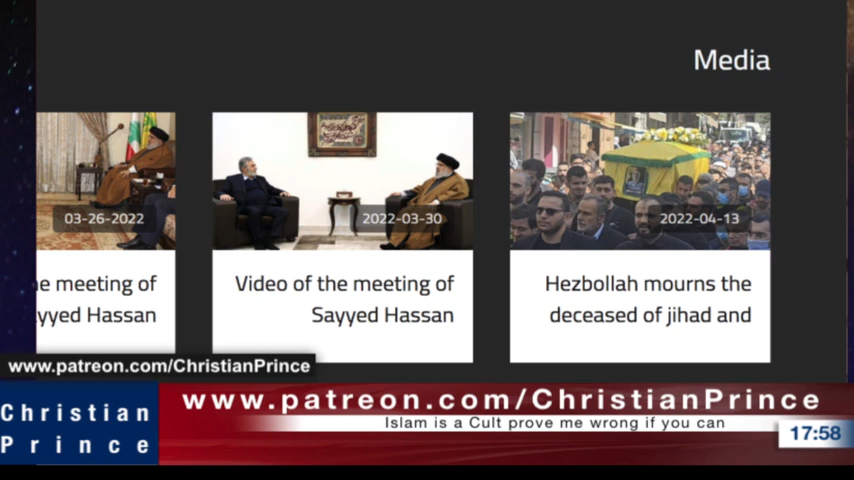 Media
03-26-2022
2022-03-30
2022-04-13
e meeting of
yyed Hassan
Video of the meeting of
Sayyed Hassan
Hezbollah mourns the
deceased of jihad and
www.patreon.com/ChristianPrince
Christian
Prince
www.patreon.com/ChristianPrince
Islam is a Cult prove me wrong if you can
17:58